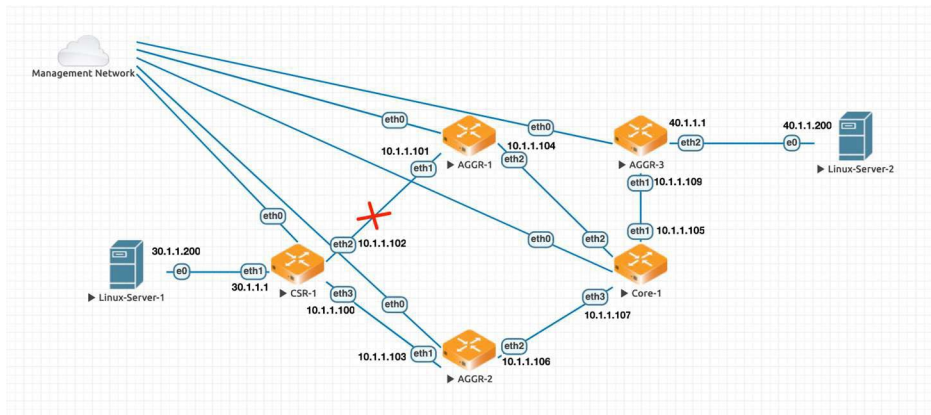 Management Network
eth0
10.1.1.101
eth1
AGGR-1
10.1.1.104
eth2
eth0
40.1.1.1
eth2
AGGR-3
eth1
10.1.1.109
40.1.1.200
e0
Linux-Server-2
eth0
eth2
10.1.1.102
30.1.1.200
e0
eth1
30.1.1.1
Linux-Server-1
CSR-1
eth3
10.1.1.100
eth0
eth0
eth2
eth1
10.1.1.105
Core-1
eth3
10.1.1.107
10.1.1.103
eth1
eth2
10.1.1.106
AGGR-2